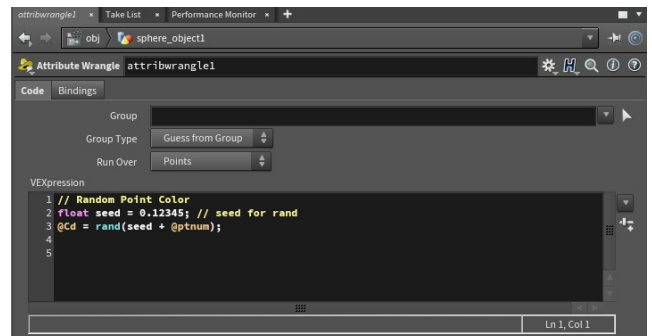 attribwrangle1 Take List Performance Monitor
obj sphere_object1
Attribute Wrangle attribwrangle1
Code Bindings
Group
Group Type Guess from Group
Run Over Points
VEXpression
1 // Random Point Color
2 float seed = 0.12345; // seed for rand
3 @Cd = rand(seed + @ptnum);
4
5
Ln 1, Col 1